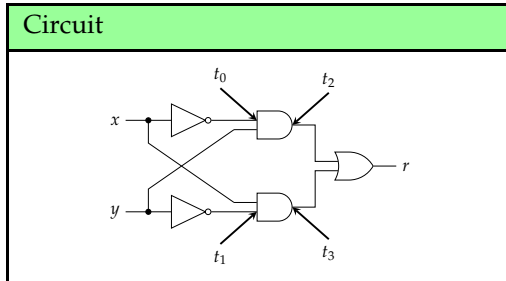 Circuit
t₀ t₂
x
r
y
t₁ t₃